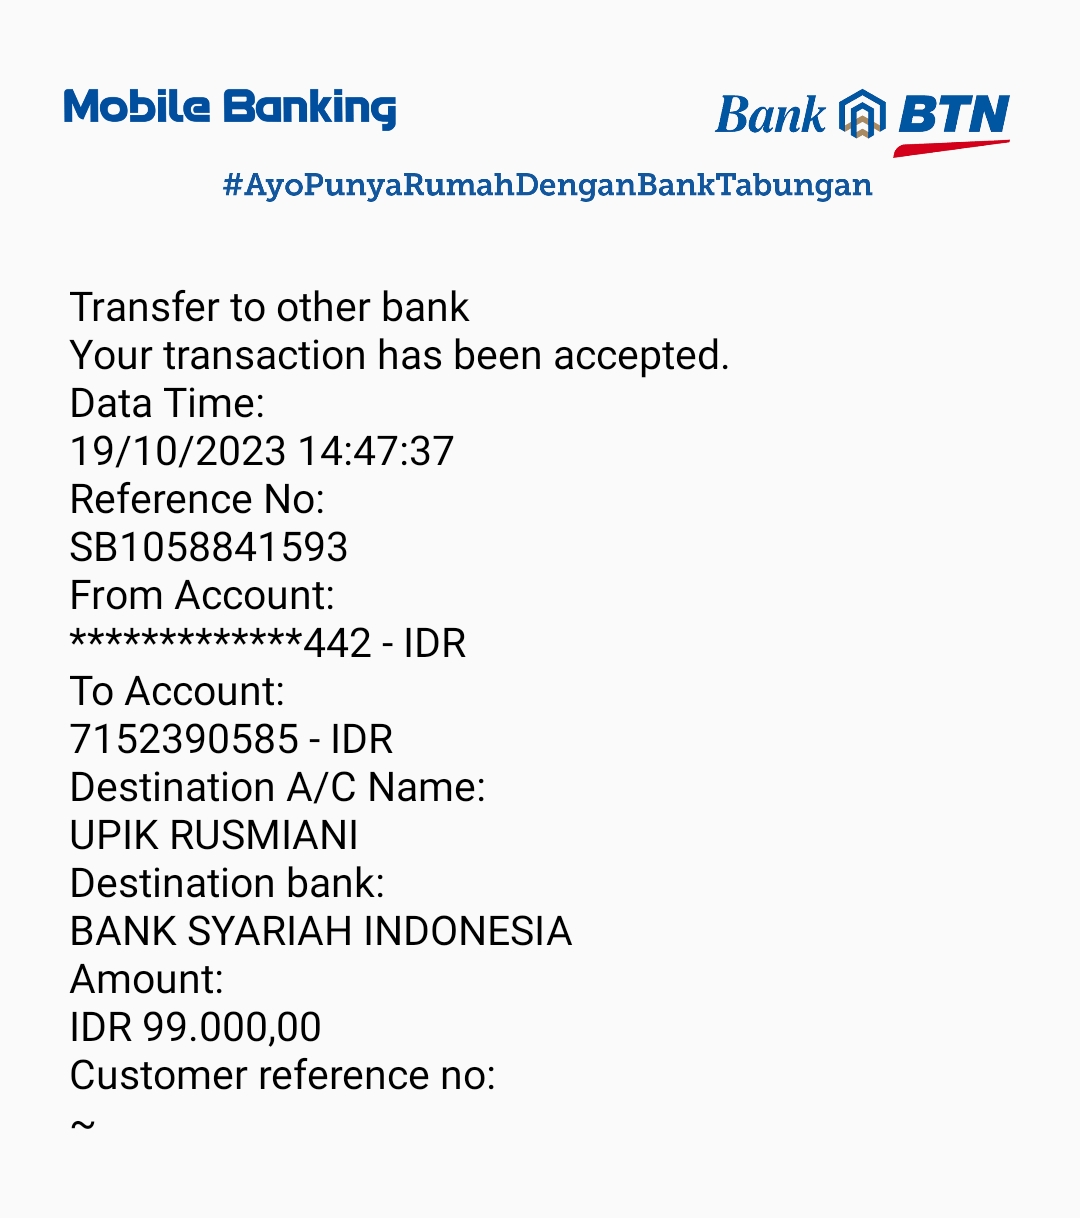 Mobile Banking
Bank BTN
#AyoPunyaRumahDenganBankTabungan
Transfer to other bank
Your transaction has been accepted.
Data Time:
19/10/2023 14:47:37
Reference No:
SB1058841593
From Account:
*************442 - IDR
To Account:
7152390585 - IDR
Destination A/C Name:
UPIK RUSMIANI
Destination bank:
BANK SYARIAH INDONESIA
Amount:
IDR 99.000,00
Customer reference no:
~